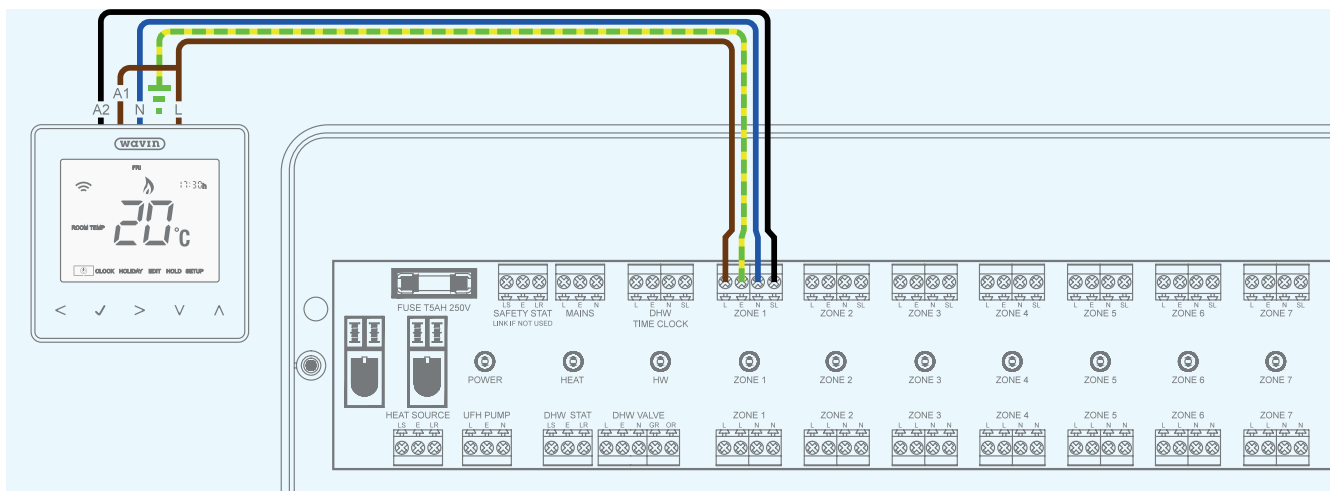 A2 A1 N L
wavin
FRI
17:30h
ROOM TEMP
20°C
CLOCK HOLIDAY EDIT HOLD SETUP
FUSE T5AH 250V
LS E LR
SAFETY STAT
LINK IF NOT USED
L E N
MAINS
L E N SL
DHW
TIME CLOCK
L E N SL
ZONE 1
L E N SL
ZONE 2
L E N SL
ZONE 3
L E N SL
ZONE 4
L E N SL
ZONE 5
L E N SL
ZONE 6
L E N SL
ZONE 7
POWER
HEAT
HW
ZONE 1
ZONE 2
ZONE 3
ZONE 4
ZONE 5
ZONE 6
ZONE 7
HEAT SOURCE
LS E LR
UFH PUMP
L E N
DHW STAT
LS E LR
DHW VALVE
L E N GR OR
ZONE 1
L L N N
ZONE 2
L L N N
ZONE 3
L L N N
ZONE 4
L L N N
ZONE 5
L L N N
ZONE 6
L L N N
ZONE 7
L L N N